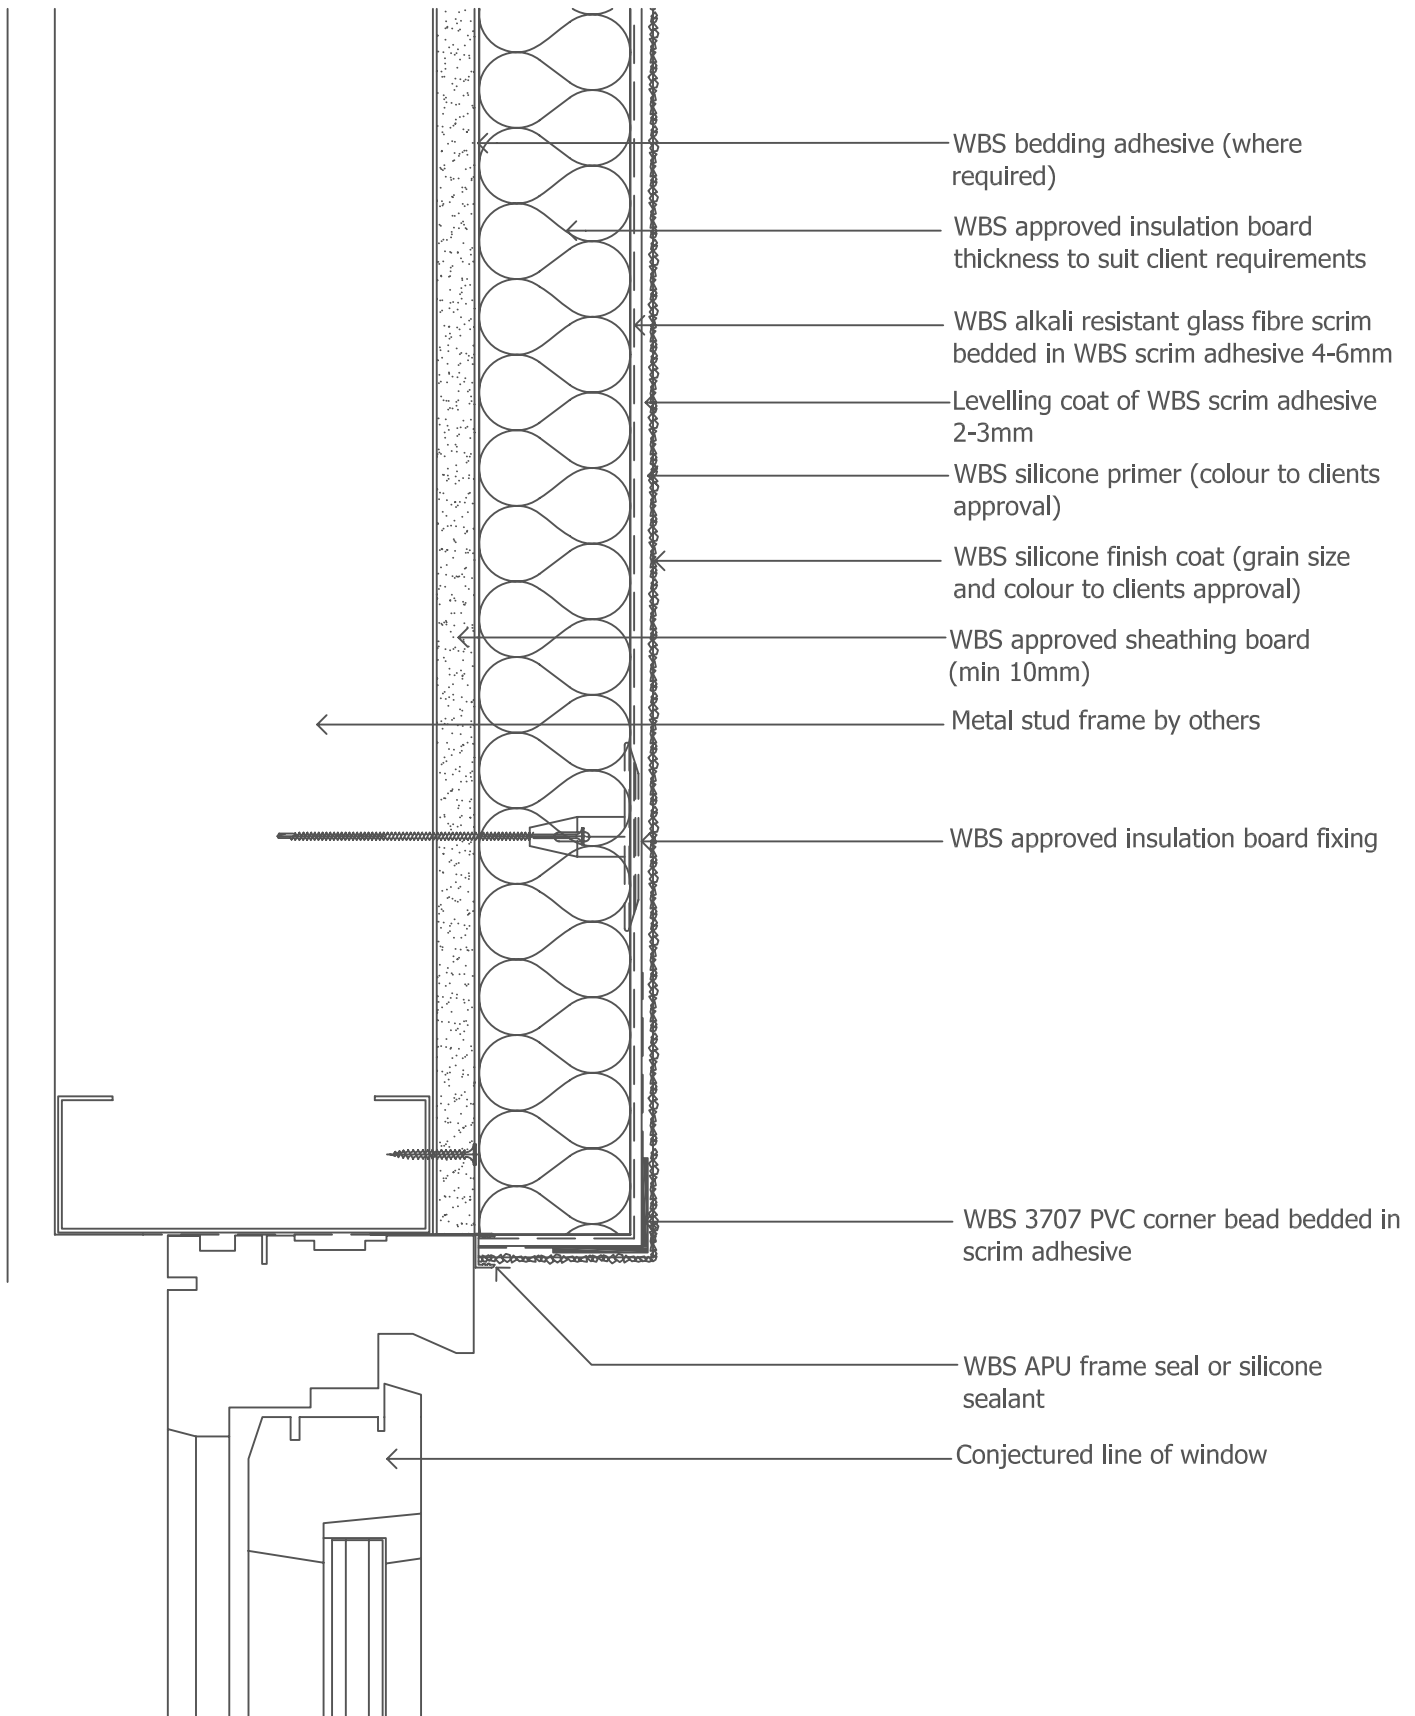 WBS bedding adhesive (where
required)
WBS approved insulation board
thickness to suit client requirements
WBS alkali resistant glass fibre scrim
bedded in WBS scrim adhesive 4-6mm
Levelling coat of WBS scrim adhesive
2-3mm
WBS silicone primer (colour to clients
approval)
WBS silicone finish coat (grain size
and colour to clients approval)
WBS approved sheathing board
(min 10mm)
Metal stud frame by others
WBS approved insulation board fixing
WBS 3707 PVC corner bead bedded in
scrim adhesive
WBS APU frame seal or silicone
sealant
Conjectured line of window